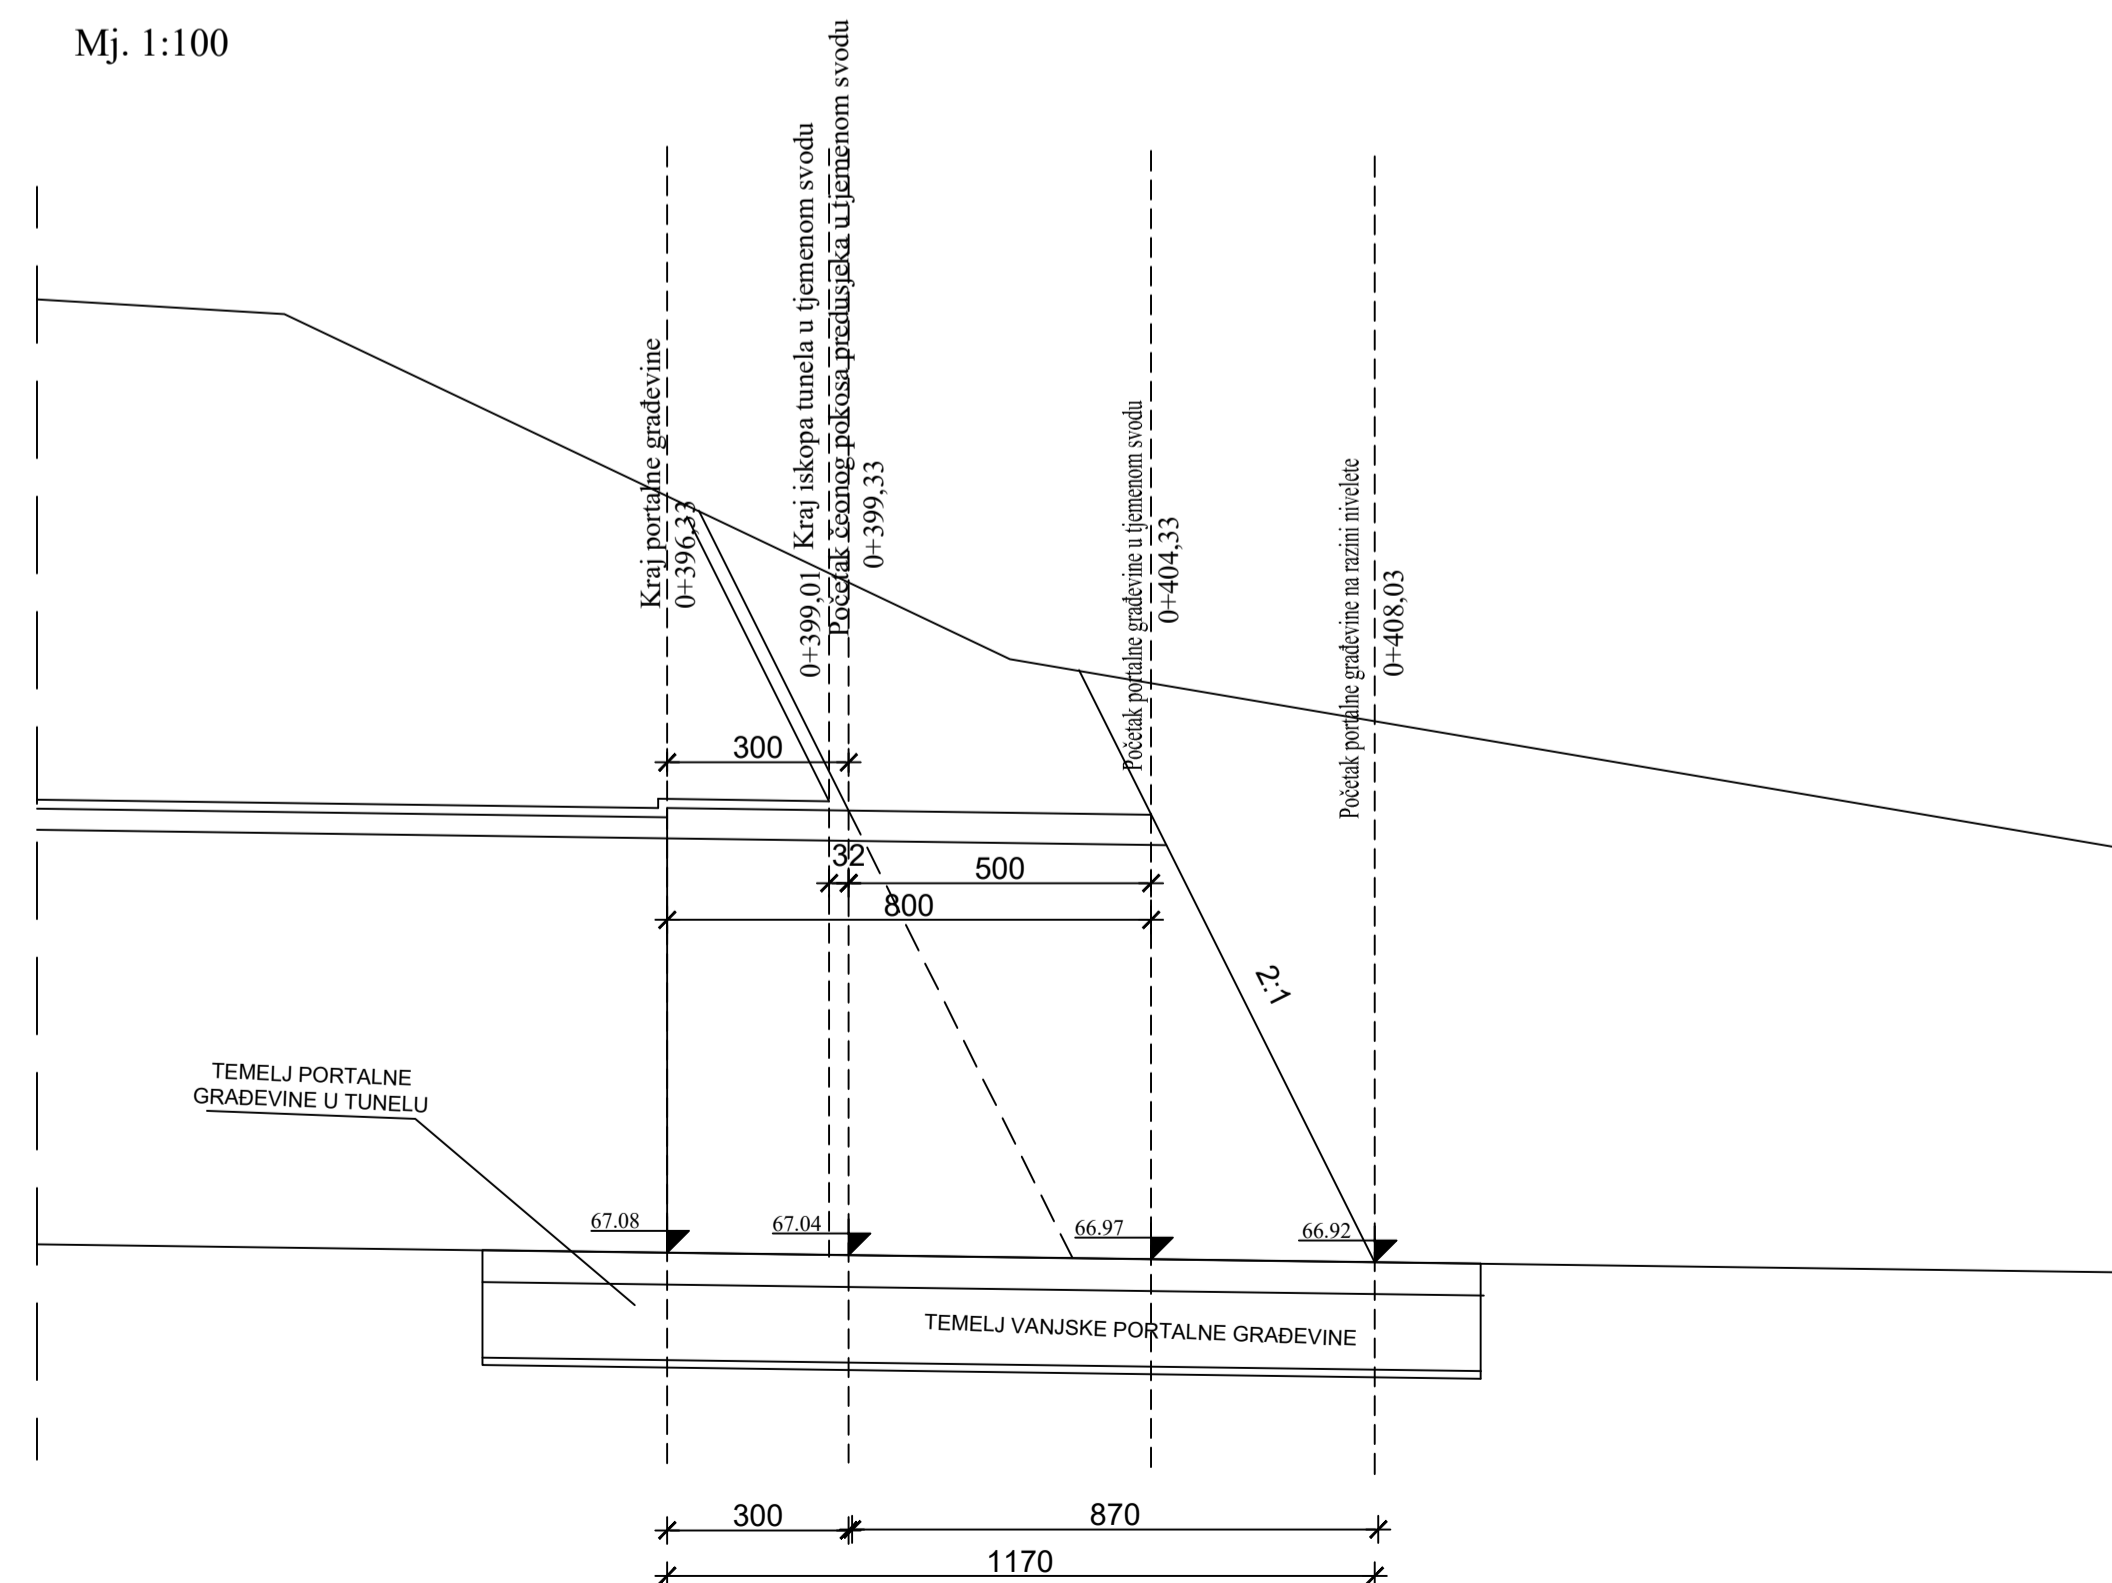 Mj. 1:100
Kraj portalne građevine
0+396,33
0+399,01 Kraj iskopa tunela u tjemenom svodu
Početak čeonog pokosa predusjeka u tjemenom svodu
0+399,33
Početak portalne građevine u tjemenom svodu
0+404,33
Početak portalne građevine na razini nivelete
0+408,03
300
32
500
800
2:1
TEMELJ PORTALNE
GRAĐEVINE U TUNELU
67.08
67.04
66.97
66.92
TEMELJ VANJSKE PORTALNE GRAĐEVINE
300
870
1170